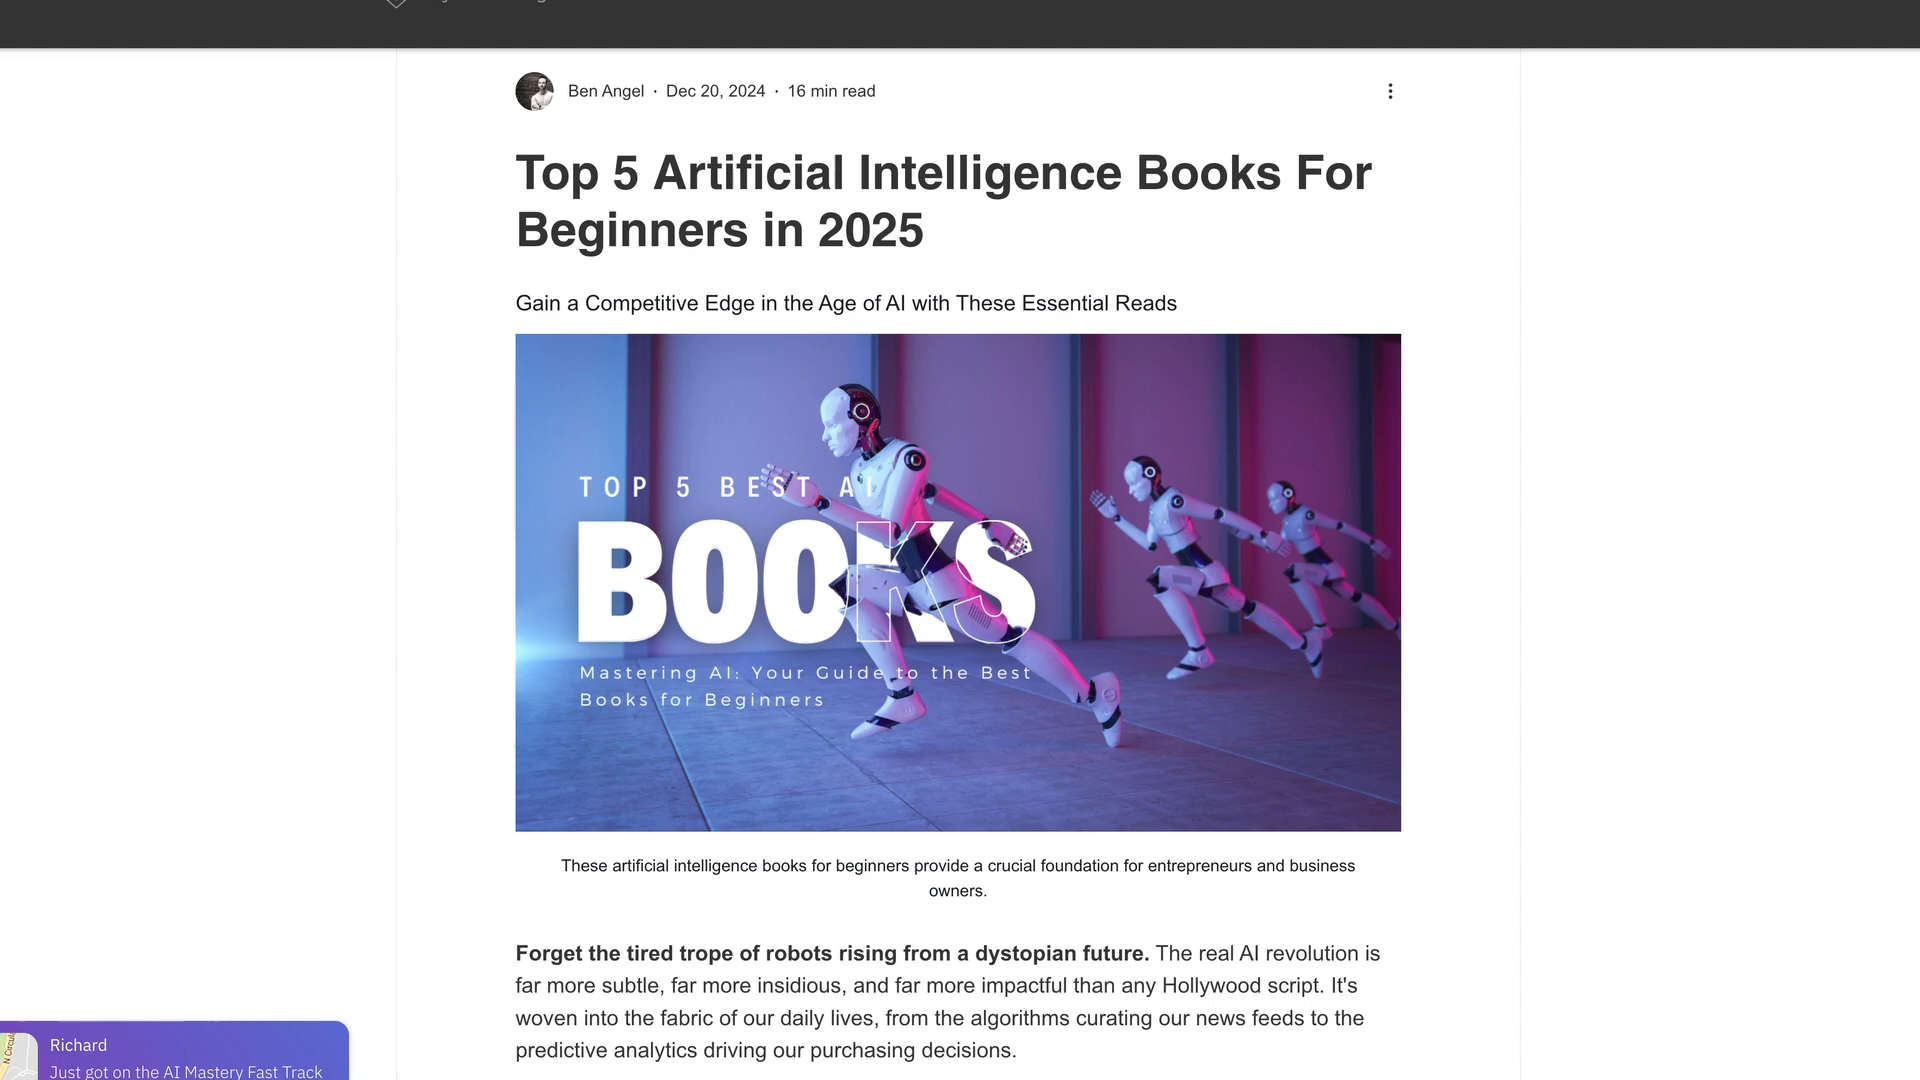 Ben Angel · Dec 20, 2024 · 16 min read
Top 5 Artificial Intelligence Books For
Beginners in 2025
Gain a Competitive Edge in the Age of AI with These Essential Reads
TOP 5 BEST AI
BOOKS
Mastering AI: Your Guide to the Best
Books for Beginners
These artificial intelligence books for beginners provide a crucial foundation for entrepreneurs and business
owners.
Forget the tired trope of robots rising from a dystopian future. The real AI revolution is
far more subtle, far more insidious, and far more impactful than any Hollywood script. It's
woven into the fabric of our daily lives, from the algorithms curating our news feeds to the
predictive analytics driving our purchasing decisions.
N Circui
Richard
Just got on the AI Mastery Fast Track